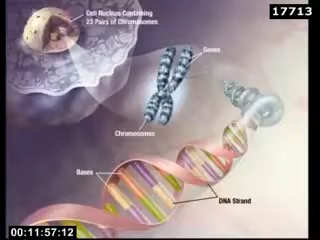 17713
Cell Nucleus Containing
23 Pairs of Chromosomes
Genes
Chromosomes
Bases
DNA Strand
00:11:57:12